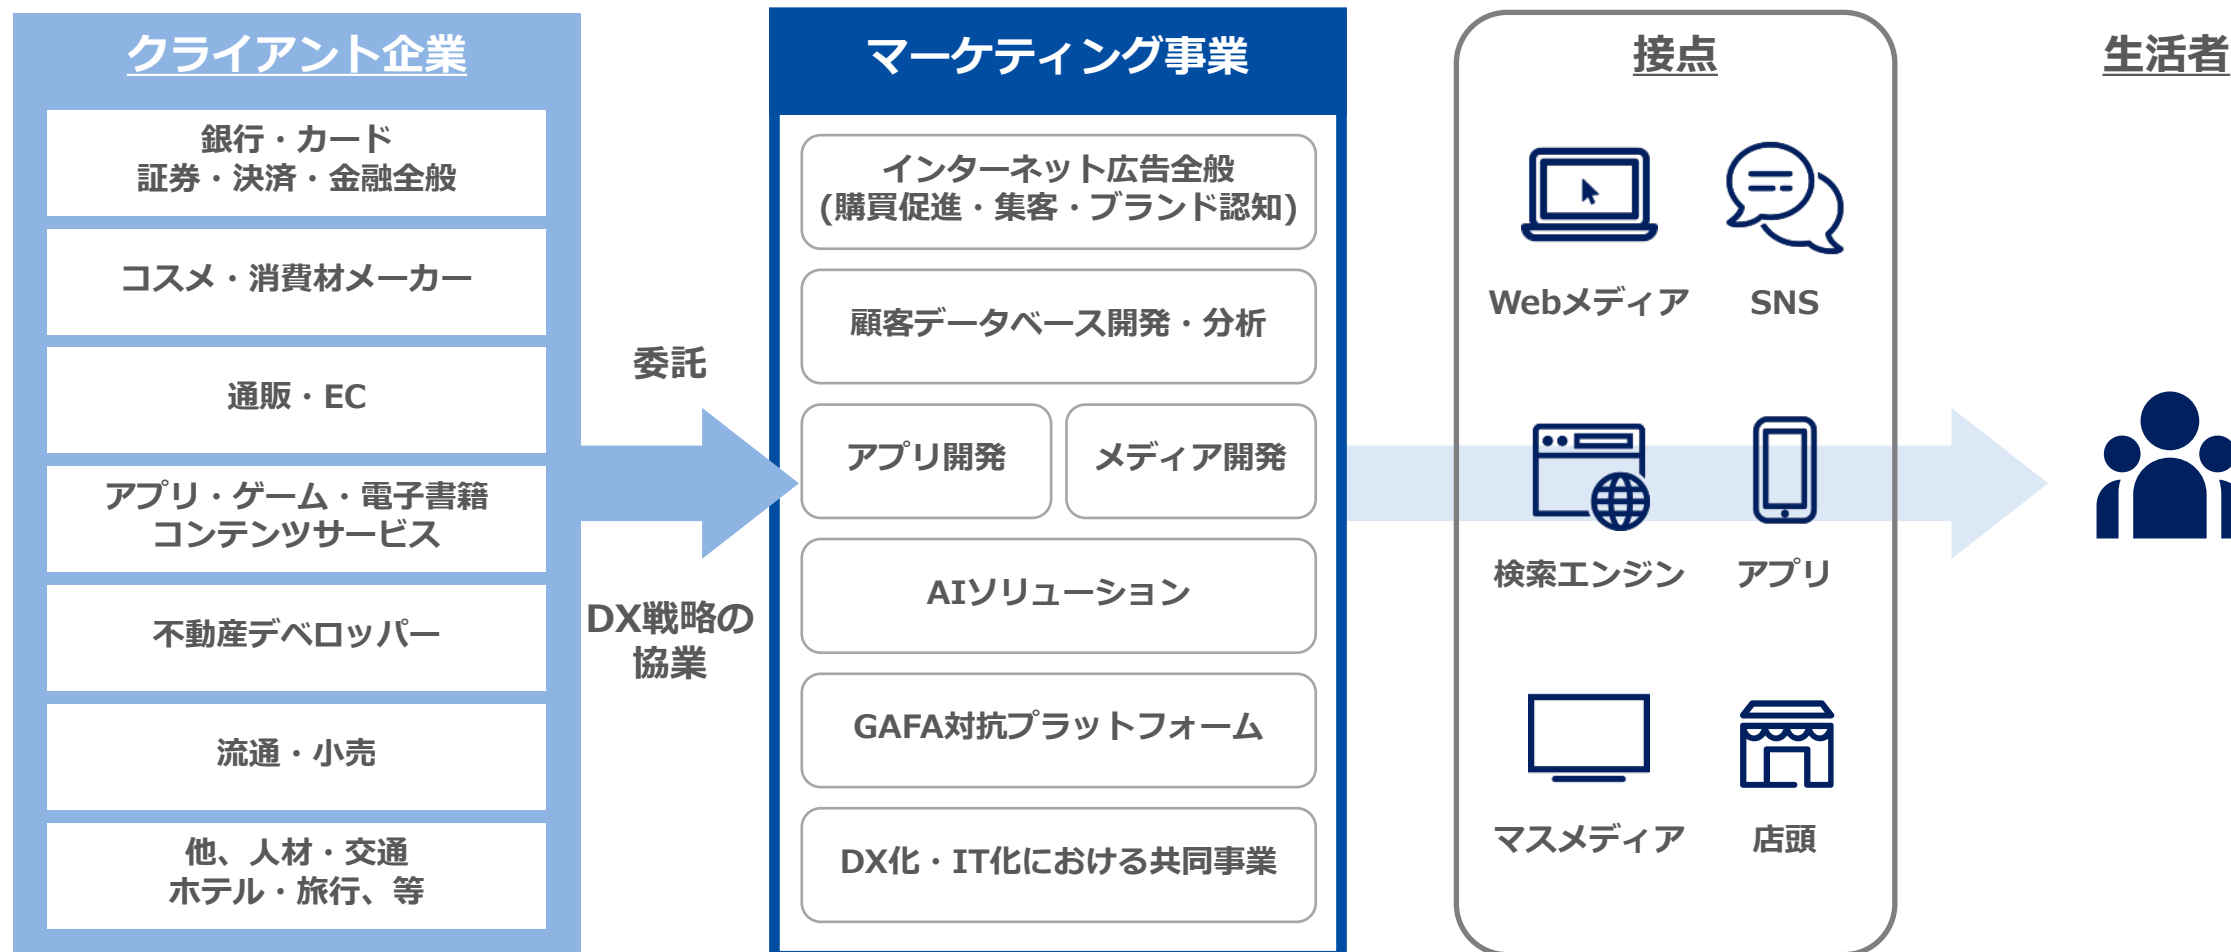 クライアント企業
銀行・カード
証券・決済・金融全般
コスメ・消費材メーカー
通販・EC
アプリ・ゲーム・電子書籍
コンテンツサービス
不動産デベロッパー
流通・小売
他、人材・交通
ホテル・旅行、等
委託
DX戦略の
協業
マーケティング事業
インターネット広告全般
(購買促進・集客・ブランド認知)
顧客データベース開発・分析
アプリ開発
メディア開発
AIソリューション
GAFA対抗プラットフォーム
DX化・IT化における共同事業
接点
Webメディア
SNS
検索エンジン
アプリ
マスメディア
店頭
生活者